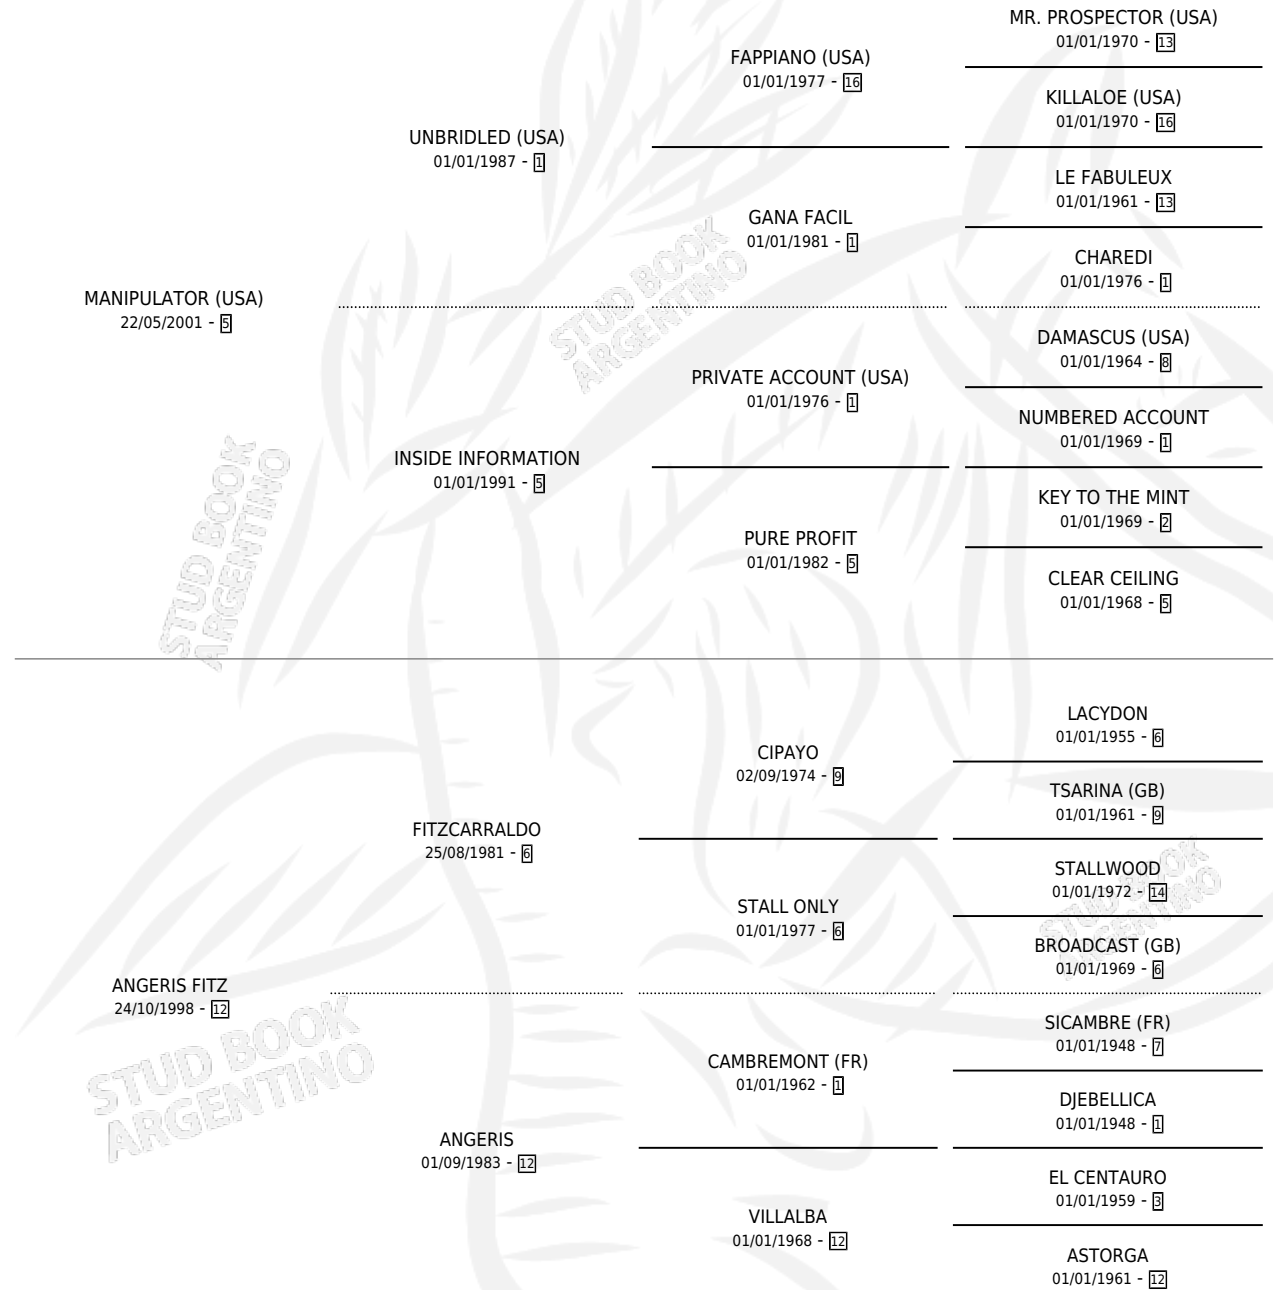 MR. PROSPECTOR (USA)
01/01/1970 - 13
FAPPIANO (USA)
01/01/1977 - 16
KILLALOE (USA)
01/01/1970 - 16
UNBRIDLED (USA)
01/01/1987 - 1
LE FABULEUX
01/01/1961 - 13
GANA FACIL
01/01/1981 - 1
CHAREDI
01/01/1976 - 1
MANIPULATOR (USA)
22/05/2001 - 5
DAMASCUS (USA)
01/01/1964 - 8
PRIVATE ACCOUNT (USA)
01/01/1976 - 1
NUMBERED ACCOUNT
01/01/1969 - 1
INSIDE INFORMATION
01/01/1991 - 5
KEY TO THE MINT
01/01/1969 - 2
PURE PROFIT
01/01/1982 - 5
CLEAR CEILING
01/01/1968 - 5
LACYDON
01/01/1955 - 6
CIPAYO
02/09/1974 - 9
TSARINA (GB)
01/01/1961 - 9
FITZCARRALDO
25/08/1981 - 6
STALLWOOD
01/01/1972 - 14
STALL ONLY
01/01/1977 - 6
BROADCAST (GB)
01/01/1969 - 6
ANGERIS FITZ
24/10/1998 - 12
SICAMBRE (FR)
01/01/1948 - 7
CAMBREMONT (FR)
01/01/1962 - 1
DJEBELLICA
01/01/1948 - 1
ANGERIS
01/09/1983 - 12
EL CENTAURO
01/01/1959 - 3
VILLALBA
01/01/1968 - 12
ASTORGA
01/01/1961 - 12
STUD BOOK
ARGENTINO
STUD BOOK
ARGENTINO
STUD BOOK
ARGENTINO
STUD BOOK
ARGENTINO